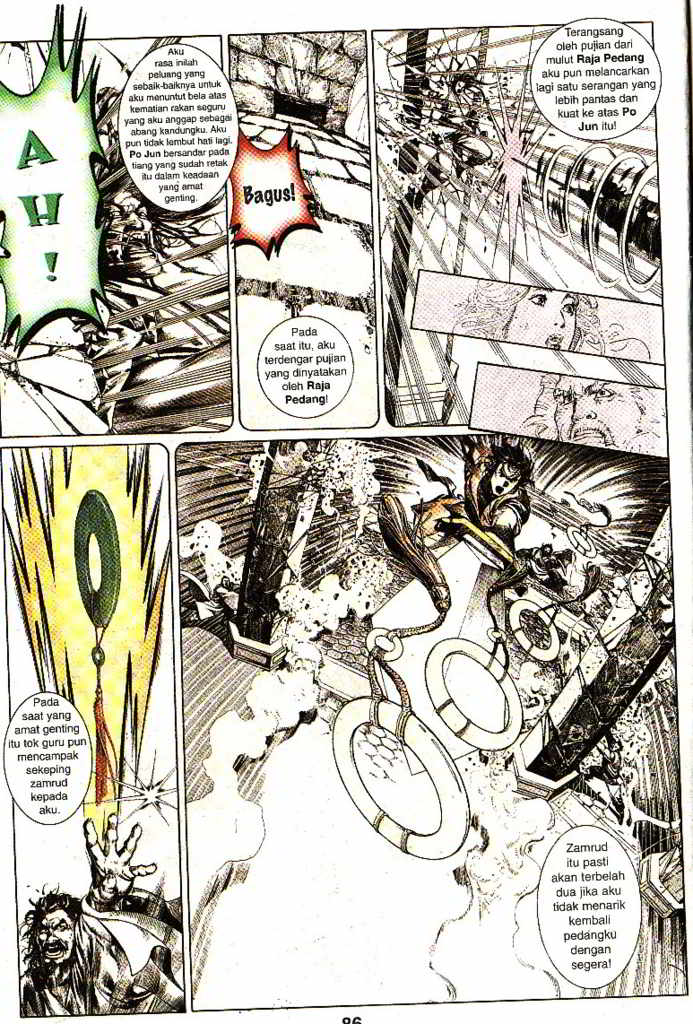 AH!
Aku
rasa inilah
peluang yang
sebaik-baiknya untuk
aku menuntut bela atas
kematian rakan seguru
yang aku anggap sebagai
abang kandungku. Aku
pun tidak lembut hati lagi.
Po Jun bersandar pada
tiang yang sudah retak
itu dalam keadaan
yang amat
genting.
Bagus!
Pada
saat itu, aku
terdengar pujian
yang dinyatakan
oleh Raja
Pedang!
Terangsang
oleh pujian dari
mulut Raja Pedang
aku pun melancarkan
lagi satu serangan yang
lebih pantas dan
kuat ke atas Po
Jun itu!
Pada
saat yang
amat genting
itu tok guru pun
mencampak
sekeping
zamrud
kepada
aku.
Zamrud
itu pasti
akan terbelah
dua jika aku
tidak menarik
kembali
pedangku
dengan
segera!
86